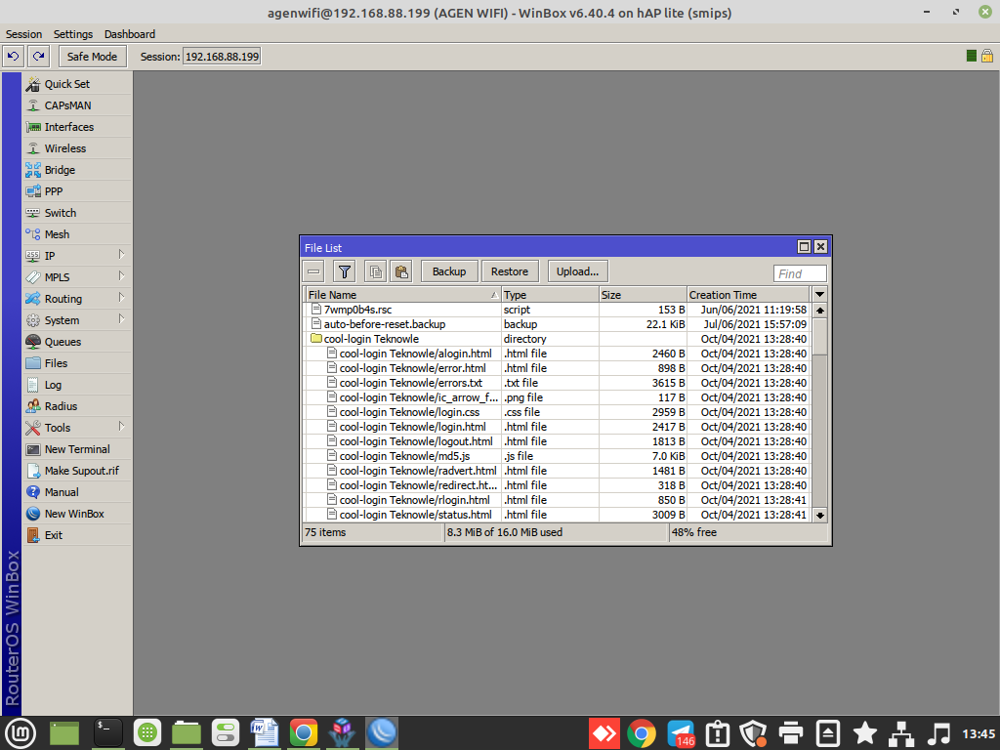 agenwifi@192.168.88.199 (AGEN WIFI) - WinBox v6.40.4 on hAP lite (smips)
Session Settings Dashboard
Safe Mode Session: 192.168.88.199
Quick Set
CAPsMAN
Interfaces
Wireless
Bridge
PPP
Switch
Mesh
IP
MPLS
Routing
System
Queues
Files
Log
Radius
Tools
New Terminal
Make Supout.rif
Manual
New WinBox
Exit
RouterOS WinBox
File List
Backup Restore Upload... Find
File Name Type Size Creation Time
7wmp0b4s.rsc script 153 B Jun/06/2021 11:19:58
auto-before-reset.backup backup 22.1 KiB Jul/06/2021 15:57:09
cool-login Teknowle directory Oct/04/2021 13:28:40
cool-login Teknowle/alogin.html .html file 2460 B Oct/04/2021 13:28:40
cool-login Teknowle/error.html .html file 898 B Oct/04/2021 13:28:40
cool-login Teknowle/errors.txt .txt file 3615 B Oct/04/2021 13:28:40
cool-login Teknowle/ic_arrow_f... .png file 117 B Oct/04/2021 13:28:40
cool-login Teknowle/login.css .css file 2959 B Oct/04/2021 13:28:40
cool-login Teknowle/login.html .html file 2417 B Oct/04/2021 13:28:40
cool-login Teknowle/logout.html .html file 1813 B Oct/04/2021 13:28:40
cool-login Teknowle/md5.js .js file 7.0 KiB Oct/04/2021 13:28:40
cool-login Teknowle/radvert.html .html file 1481 B Oct/04/2021 13:28:40
cool-login Teknowle/redirect.ht... .html file 318 B Oct/04/2021 13:28:40
cool-login Teknowle/rlogin.html .html file 850 B Oct/04/2021 13:28:41
cool-login Teknowle/status.html .html file 3009 B Oct/04/2021 13:28:41
75 items 8.3 MiB of 16.0 MiB used 48% free
146
13:45